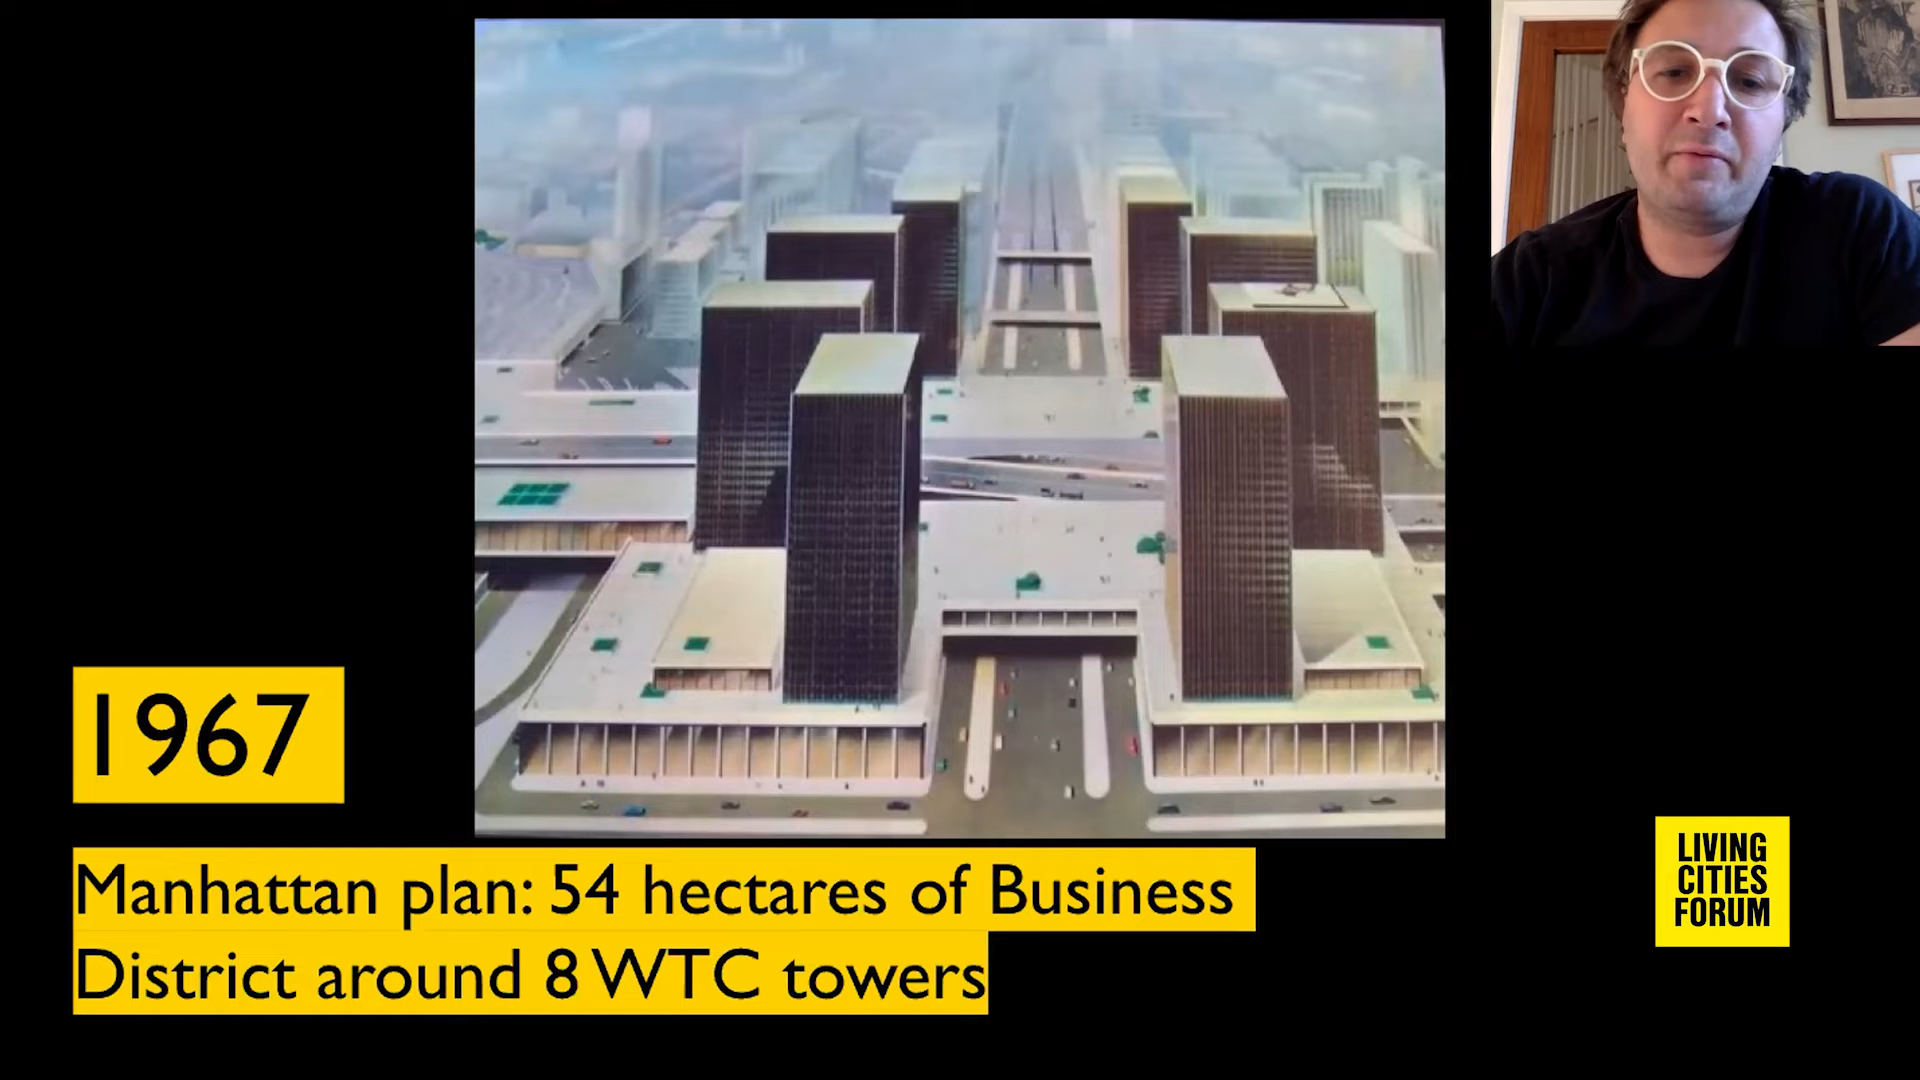 1967
Manhattan plan: 54 hectares of Business
District around 8 WTC towers
LIVING
CITIES
FORUM